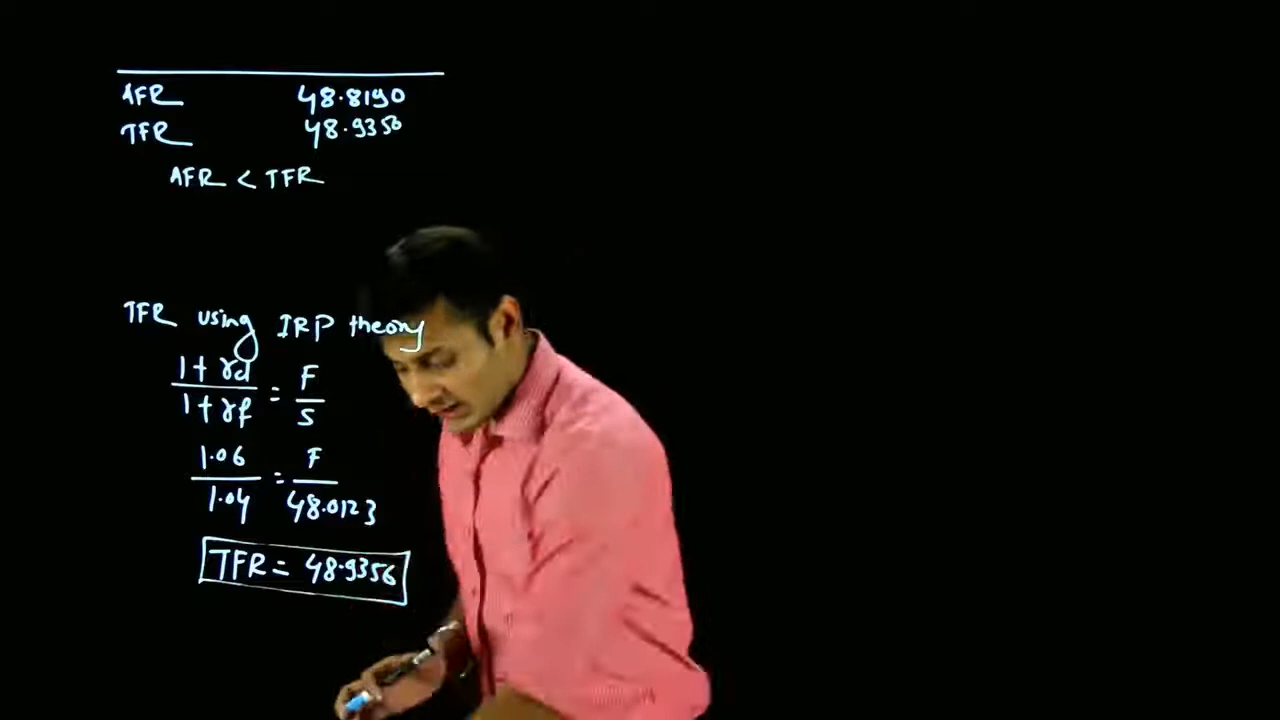 AFR 48.8190
TFR 48.9356
AFR < TFR
TFR using IRP theory
1+rd / 1+rf = F / S
1.06 / 1.04 = F / 48.0123
TFR = 48.9356